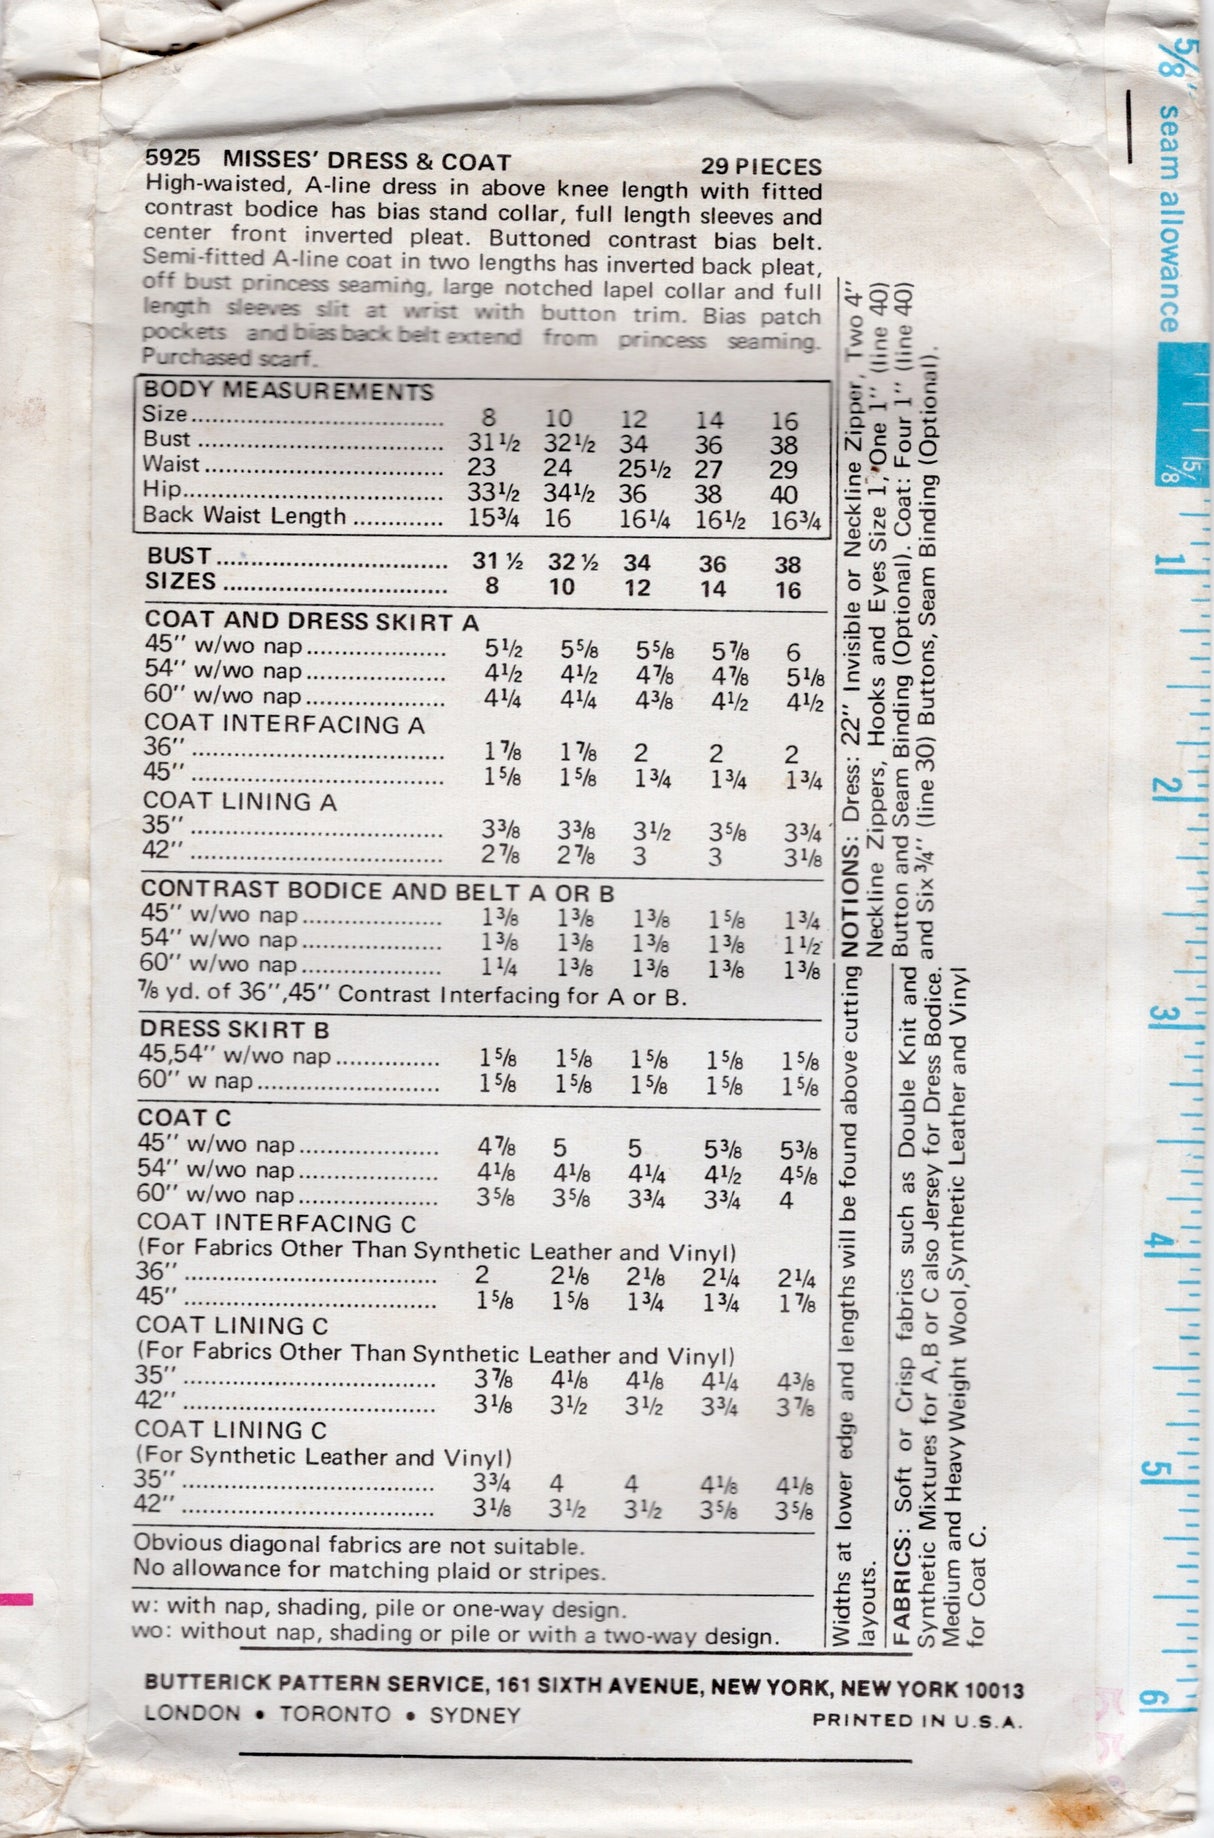 5925 MISSES' DRESS & COAT 29 PIECES
High-waisted, A-line dress in above knee length with fitted
contrast bodice has bias stand collar, full length sleeves and
center front inverted pleat. Buttoned contrast bias belt.
Semi-fitted A-line coat in two lengths has inverted back pleat,
off bust princess seaming, large notched lapel collar and full
length sleeves slit at wrist with button trim. Bias patch
pockets and bias back belt extend from princess seaming.
Purchased scarf.
BODY MEASUREMENTS
Size 8 10 12 14 16
Bust 31½ 32½ 34 36 38
Waist 23 24 25½ 27 29
Hip 33½ 34½ 36 38 40
Back Waist Length 15¾ 16 16¼ 16½ 16¾
BUST 31 ½ 32 ½ 34 36 38
SIZES 8 10 12 14 16
COAT AND DRESS SKIRT A
45" w/wo nap 5½ 5⅝ 5⅝ 5⅞ 6
54" w/wo nap 4½ 4½ 4⅞ 4⅞ 5⅛
60" w/wo nap 4¼ 4¼ 4⅜ 4½ 4½
COAT INTERFACING A
36" 1⅞ 1⅞ 2 2 2
45" 1⅝ 1⅝ 1¾ 1¾ 1¾
COAT LINING A
35" 3⅜ 3⅜ 3½ 3⅝ 3¾
42" 2⅞ 2⅞ 3 3 3⅛
CONTRAST BODICE AND BELT A OR B
45" w/wo nap 1⅜ 1⅜ 1⅜ 1⅝ 1¾
54" w/wo nap 1⅜ 1⅜ 1⅜ 1⅜ 1½
60" w/wo nap 1¼ 1⅜ 1⅜ 1⅜ 1⅜
⅞ yd. of 36",45" Contrast Interfacing for A or B.
DRESS SKIRT B
45,54" w/wo nap 1⅝ 1⅝ 1⅝ 1⅝ 1⅝
60" w nap 1⅝ 1⅝ 1⅝ 1⅝ 1⅝
COAT C
45" w/wo nap 4⅞ 5 5 5⅜ 5⅜
54" w/wo nap 4⅛ 4⅛ 4¼ 4½ 4⅝
60" w/wo nap 3⅝ 3⅝ 3¾ 3¾ 4
COAT INTERFACING C
(For Fabrics Other Than Synthetic Leather and Vinyl)
36" 2 2⅛ 2⅛ 2¼ 2¼
45" 1⅝ 1⅝ 1¾ 1¾ 1⅞
COAT LINING C
(For Fabrics Other Than Synthetic Leather and Vinyl)
35" 3⅞ 4⅛ 4⅛ 4¼ 4⅜
42" 3⅛ 3½ 3½ 3¾ 3⅞
COAT LINING C
(For Synthetic Leather and Vinyl)
35" 3¾ 4 4 4⅛ 4⅛
42" 3⅛ 3½ 3½ 3⅝ 3⅝
Obvious diagonal fabrics are not suitable.
No allowance for matching plaid or stripes.
w: with nap, shading, pile or one-way design.
wo: without nap, shading or pile or with a two-way design.
NOTIONS: Dress: 22" Invisible or Neckline Zipper, Two 4"
Neckline Zippers, Hooks and Eyes Size 1, One 1" (line 40)
Button and Seam Binding (Optional). Coat: Four 1" (line 40)
and Six ¾" (line 30) Buttons, Seam Binding (Optional).
Widths at lower edge and lengths will be found above cutting
layouts.
FABRICS: Soft or Crisp fabrics such as Double Knit and
Synthetic Mixtures for A,B or C also Jersey for Dress Bodice.
Medium and Heavy Weight Wool, Synthetic Leather and Vinyl
for Coat C.
BUTTERICK PATTERN SERVICE, 161 SIXTH AVENUE, NEW YORK, NEW YORK 10013
LONDON • TORONTO • SYDNEY
PRINTED IN U.S.A.
5/8" seam allowance
5/8
1
2
3
4
5
6